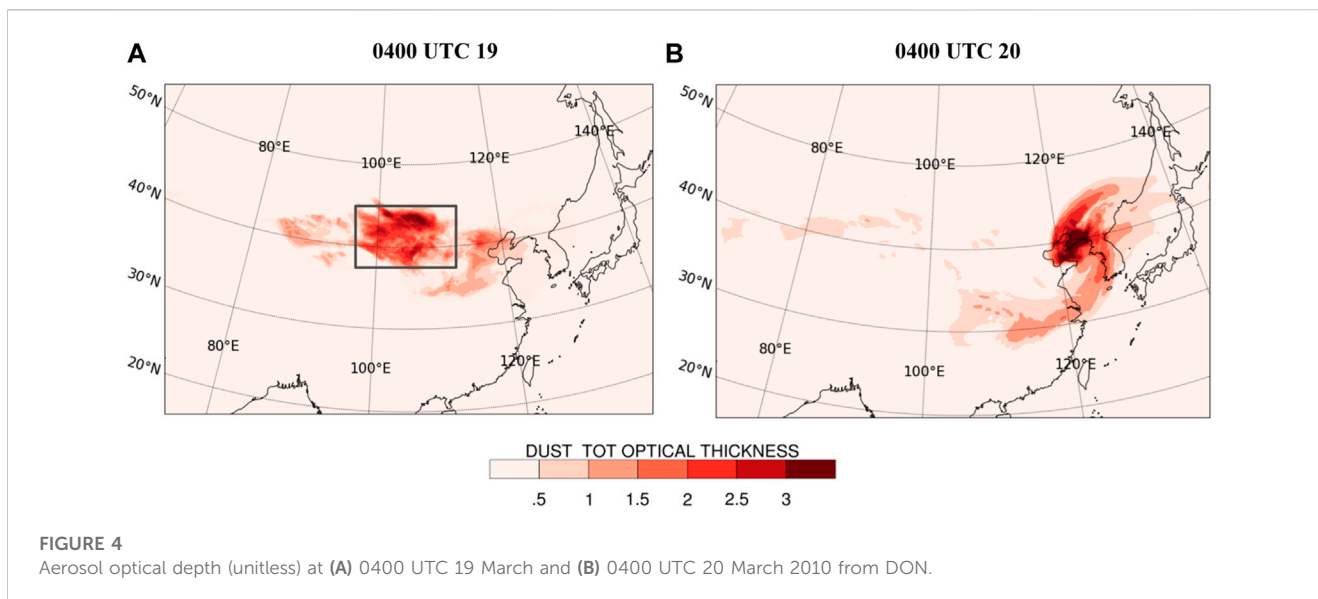 A
0400 UTC 19
50°N
40°N
30°N
20°N
80°E
100°E
120°E
140°E
80°E
100°E
120°E
B
0400 UTC 20
50°N
40°N
30°N
20°N
80°E
100°E
120°E
140°E
80°E
100°E
120°E
DUST TOT OPTICAL THICKNESS
.5 1 1.5 2 2.5 3
FIGURE 4
Aerosol optical depth (unitless) at (A) 0400 UTC 19 March and (B) 0400 UTC 20 March 2010 from DON.